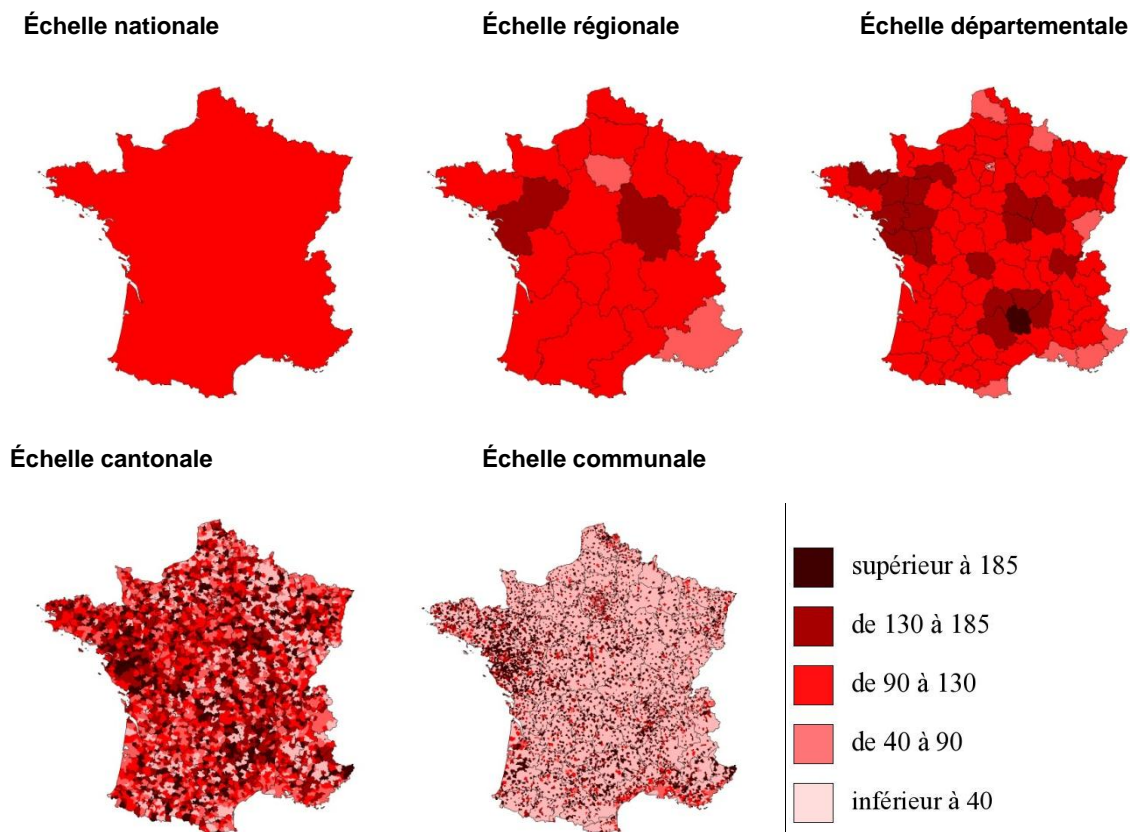 Échelle nationale
Échelle régionale
Échelle départementale
Échelle cantonale
Échelle communale
supérieur à 185
de 130 à 185
de 90 à 130
de 40 à 90
inférieur à 40